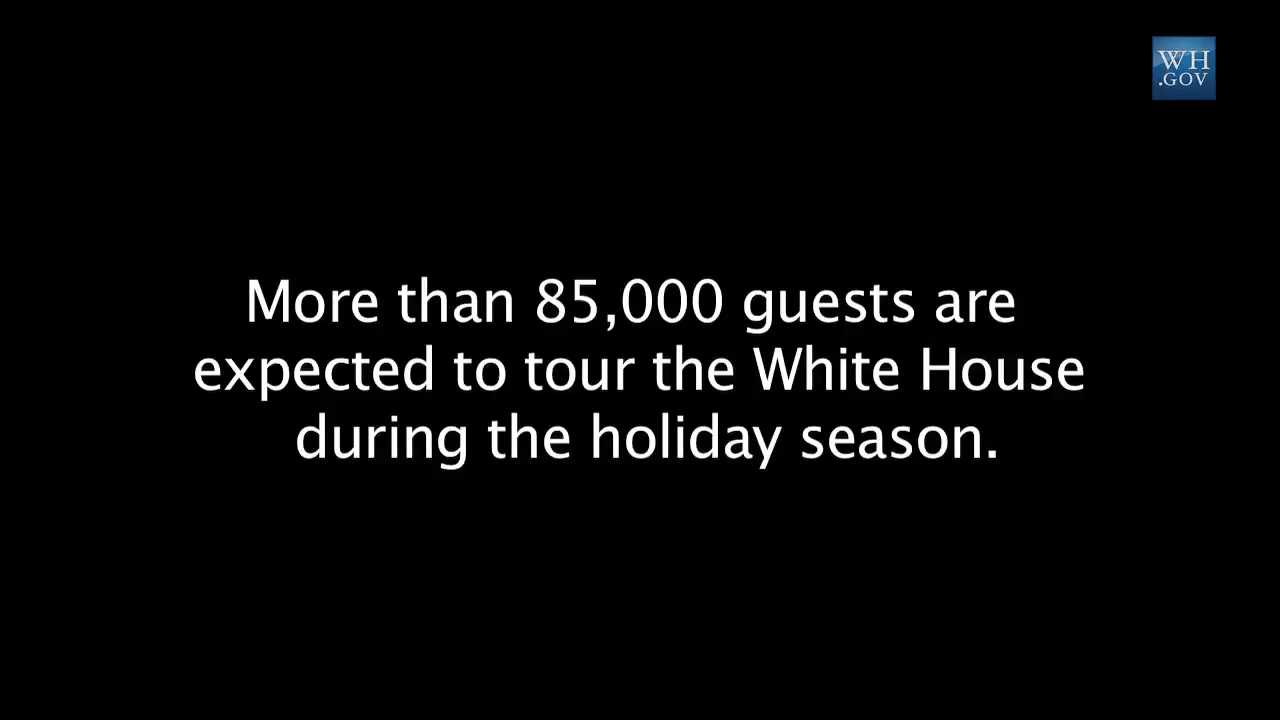 WH
.GOV
More than 85,000 guests are
expected to tour the White House
during the holiday season.